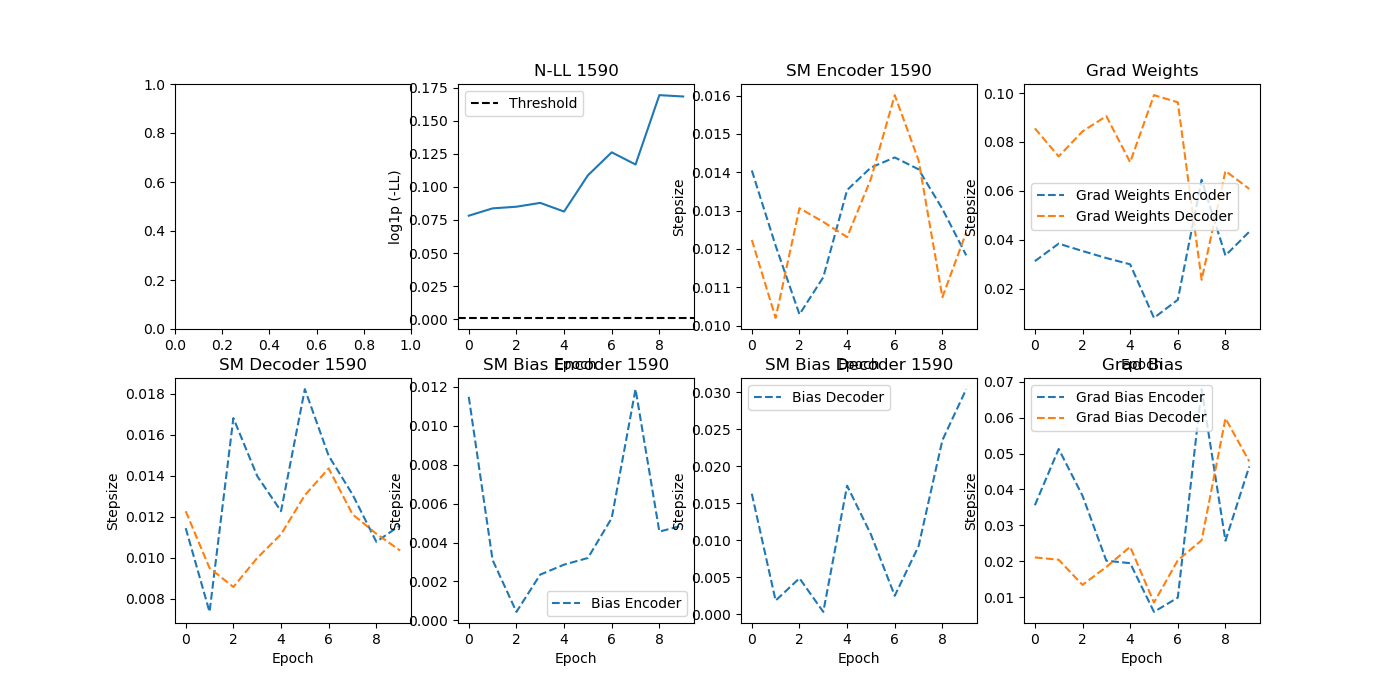 1.0
0.8
0.6
0.4
0.2
0.0
0.0 0.2 0.4 0.6 0.8 1.0
N-LL 1590
Threshold
log1p (-LL)
0.175
0.150
0.125
0.100
0.075
0.050
0.025
0.000
0 2 4 6 8
Epoch
SM Encoder 1590
Stepsize
0.016
0.015
0.014
0.013
0.012
0.011
0.010
0 2 4 6 8
Epoch
Grad Weights
Grad Weights Encoder
Grad Weights Decoder
Stepsize
0.10
0.08
0.06
0.04
0.02
0 2 4 6 8
Epoch
SM Decoder 1590
Stepsize
0.018
0.016
0.014
0.012
0.010
0.008
0 2 4 6 8
Epoch
SM Bias Encoder 1590
Stepsize
0.012
0.010
0.008
0.006
0.004
0.002
0.000
Bias Encoder
0 2 4 6 8
Epoch
SM Bias Decoder 1590
Bias Decoder
Stepsize
0.030
0.025
0.020
0.015
0.010
0.005
0.000
0 2 4 6 8
Epoch
Grad Bias
Grad Bias Encoder
Grad Bias Decoder
Stepsize
0.07
0.06
0.05
0.04
0.03
0.02
0.01
0 2 4 6 8
Epoch